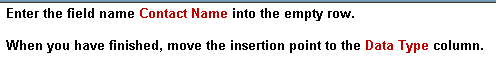 Enter the field name Contact Name into the empty row.
When you have finished, move the insertion point to the Data Type column.